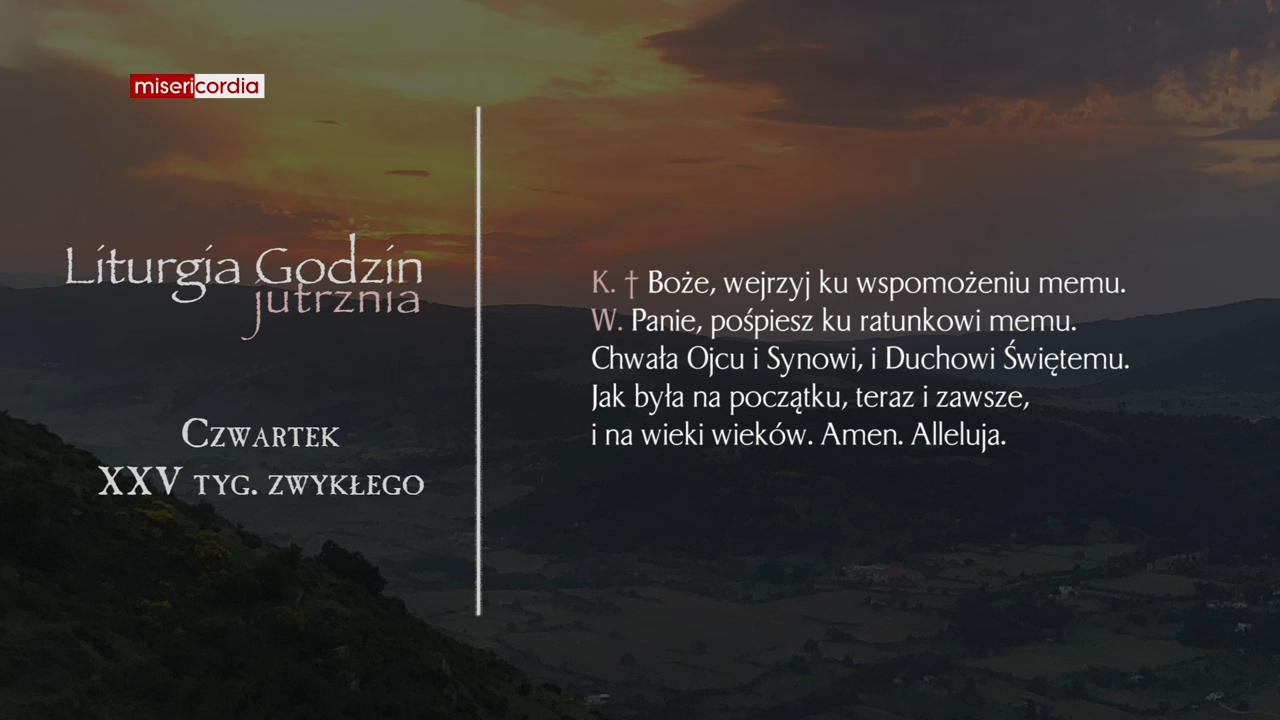 misericordia
Liturgia Godzin
jutrznia
Czwartek
XXV tyg. zwykłego
K. † Boże, wejrzyj ku wspomożeniu memu.
W. Panie, pośpiesz ku ratunkowi memu.
Chwała Ojcu i Synowi, i Duchowi Świętemu.
Jak była na początku, teraz i zawsze,
i na wieki wieków. Amen. Alleluja.